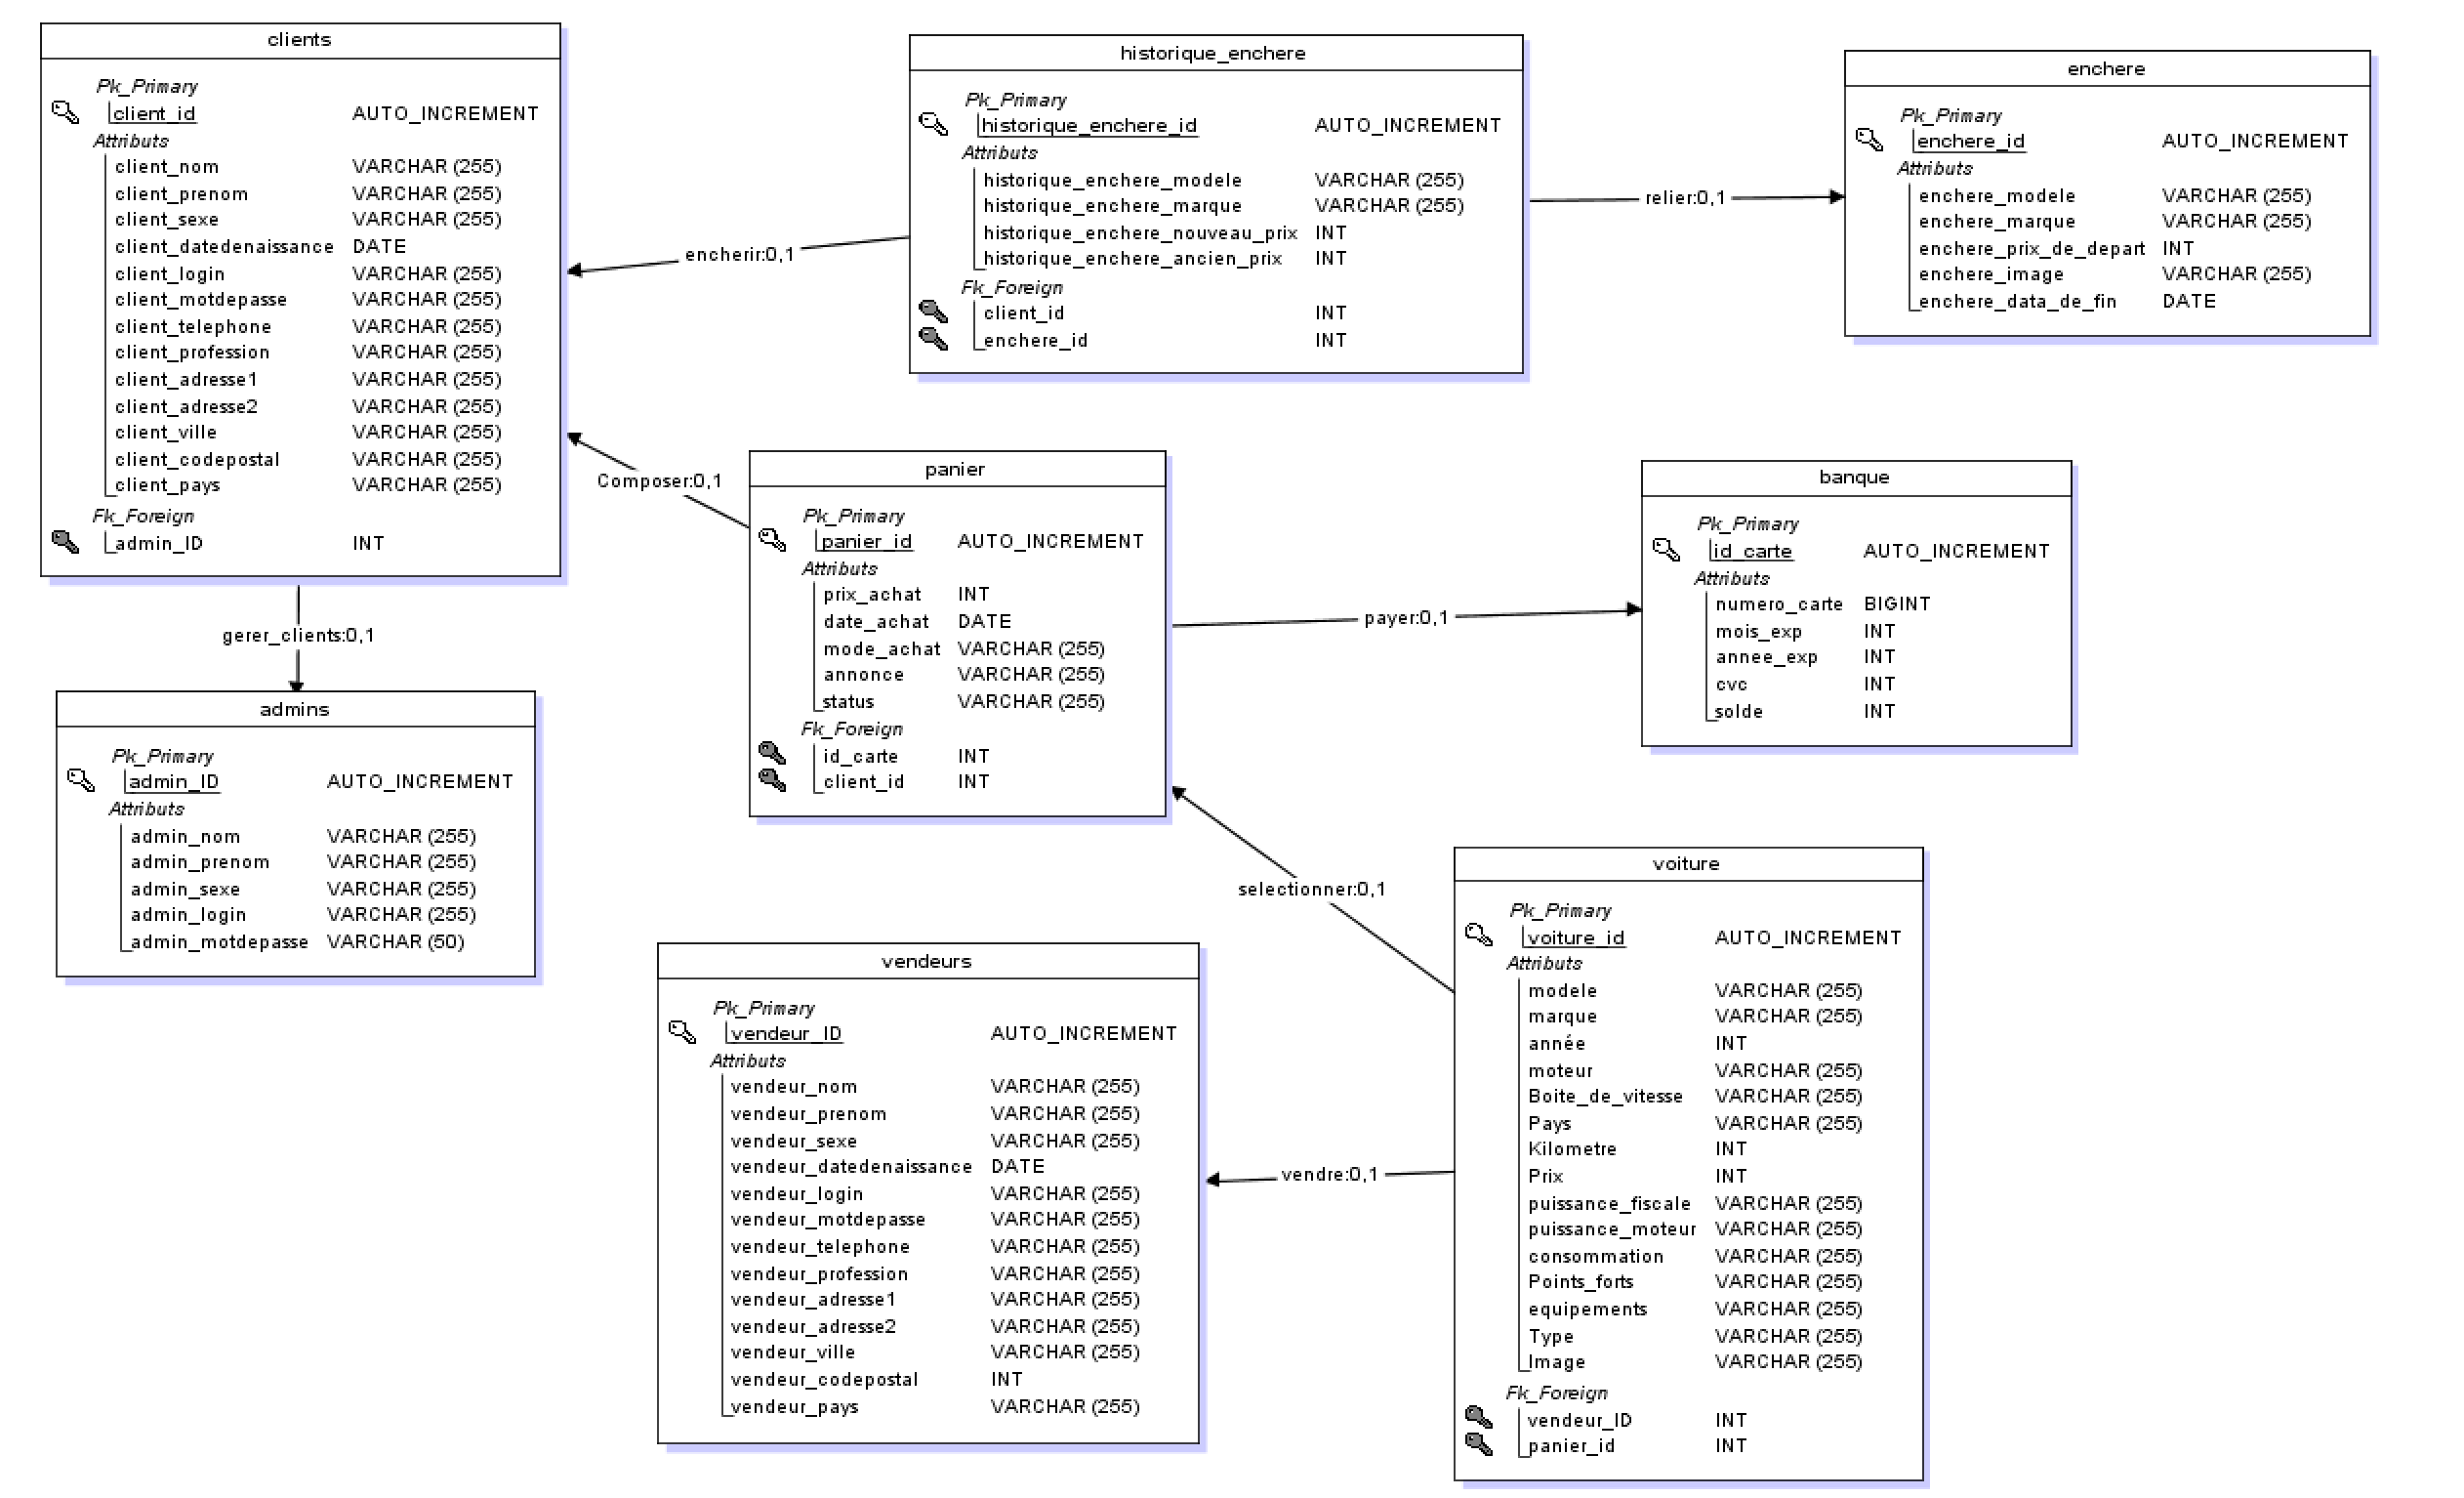 clients
Pk_Primary
client_id AUTO_INCREMENT
Attributs
client_nom VARCHAR (255)
client_prenom VARCHAR (255)
client_sexe VARCHAR (255)
client_datedenaissance DATE
client_login VARCHAR (255)
client_motdepasse VARCHAR (255)
client_telephone VARCHAR (255)
client_profession VARCHAR (255)
client_adresse1 VARCHAR (255)
client_adresse2 VARCHAR (255)
client_ville VARCHAR (255)
client_codepostal VARCHAR (255)
client_pays VARCHAR (255)
Fk_Foreign
admin_ID INT
encherir:0,1
historique_enchere
Pk_Primary
historique_enchere_id AUTO_INCREMENT
Attributs
historique_enchere_modele VARCHAR (255)
historique_enchere_marque VARCHAR (255)
historique_enchere_nouveau_prix INT
historique_enchere_ancien_prix INT
Fk_Foreign
client_id INT
enchere_id INT
relier:0,1
enchere
Pk_Primary
enchere_id AUTO_INCREMENT
Attributs
enchere_modele VARCHAR (255)
enchere_marque VARCHAR (255)
enchere_prix_de_depart INT
enchere_image VARCHAR (255)
enchere_data_de_fin DATE
Composer:0,1
panier
Pk_Primary
panier_id AUTO_INCREMENT
Attributs
prix_achat INT
date_achat DATE
mode_achat VARCHAR (255)
annonce VARCHAR (255)
status VARCHAR (255)
Fk_Foreign
id_carte INT
client_id INT
payer:0,1
banque
Pk_Primary
id_carte AUTO_INCREMENT
Attributs
numero_carte BIGINT
mois_exp INT
annee_exp INT
cvc INT
solde INT
gerer_clients:0,1
admins
Pk_Primary
admin_ID AUTO_INCREMENT
Attributs
admin_nom VARCHAR (255)
admin_prenom VARCHAR (255)
admin_sexe VARCHAR (255)
admin_login VARCHAR (255)
admin_motdepasse VARCHAR (50)
selectionner:0,1
vendeurs
Pk_Primary
vendeur_ID AUTO_INCREMENT
Attributs
vendeur_nom VARCHAR (255)
vendeur_prenom VARCHAR (255)
vendeur_sexe VARCHAR (255)
vendeur_datedenaissance DATE
vendeur_login VARCHAR (255)
vendeur_motdepasse VARCHAR (255)
vendeur_telephone VARCHAR (255)
vendeur_profession VARCHAR (255)
vendeur_adresse1 VARCHAR (255)
vendeur_adresse2 VARCHAR (255)
vendeur_ville VARCHAR (255)
vendeur_codepostal INT
vendeur_pays VARCHAR (255)
vendre:0,1
voiture
Pk_Primary
voiture_id AUTO_INCREMENT
Attributs
modele VARCHAR (255)
marque VARCHAR (255)
année INT
moteur VARCHAR (255)
Boite_de_vitesse VARCHAR (255)
Pays VARCHAR (255)
Kilometre INT
Prix INT
puissance_fiscale VARCHAR (255)
puissance_moteur VARCHAR (255)
consommation VARCHAR (255)
Points_forts VARCHAR (255)
equipements VARCHAR (255)
Type VARCHAR (255)
Image VARCHAR (255)
Fk_Foreign
vendeur_ID INT
panier_id INT